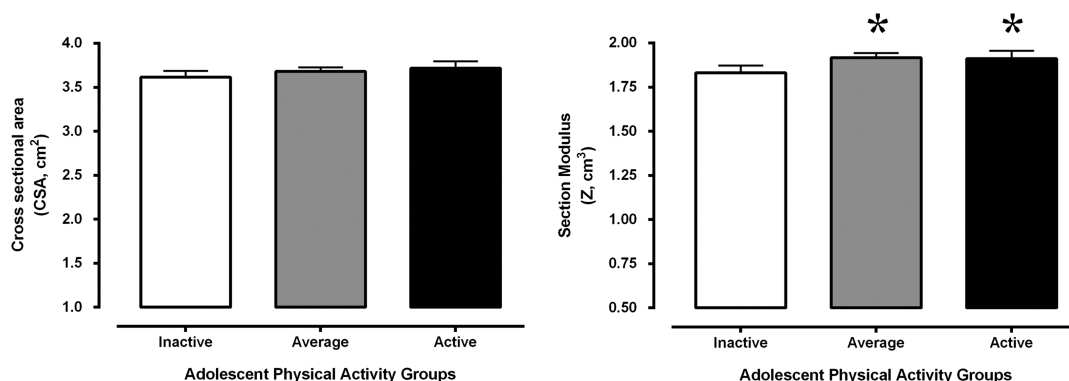 Cross sectional area
(CSA, cm²)
4.0
3.5
3.0
2.5
2.0
1.5
1.0
Inactive
Average
Active
Adolescent Physical Activity Groups
Section Modulus
(Z, cm³)
2.00
1.75
1.50
1.25
1.00
0.75
0.50
*
*
Inactive
Average
Active
Adolescent Physical Activity Groups